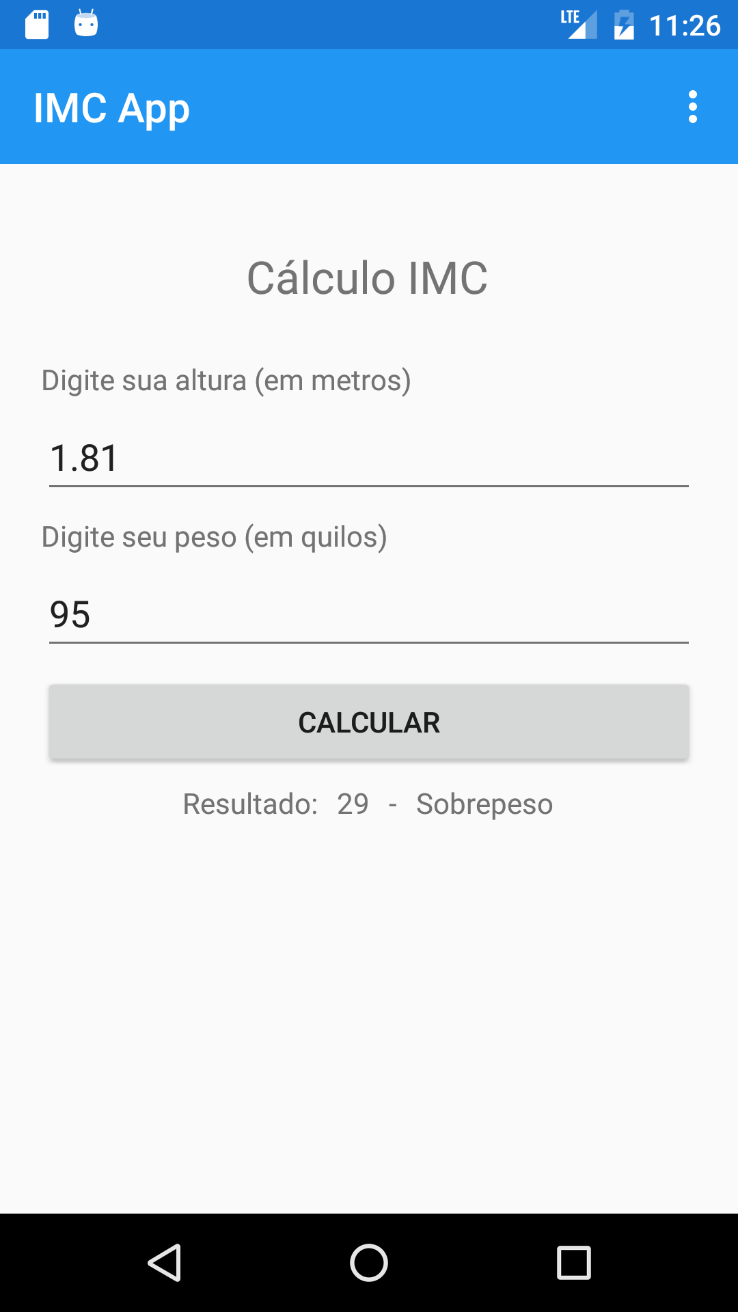 LTE 11:26
IMC App
Cálculo IMC
Digite sua altura (em metros)
1.81
Digite seu peso (em quilos)
95
CALCULAR
Resultado: 29 - Sobrepeso